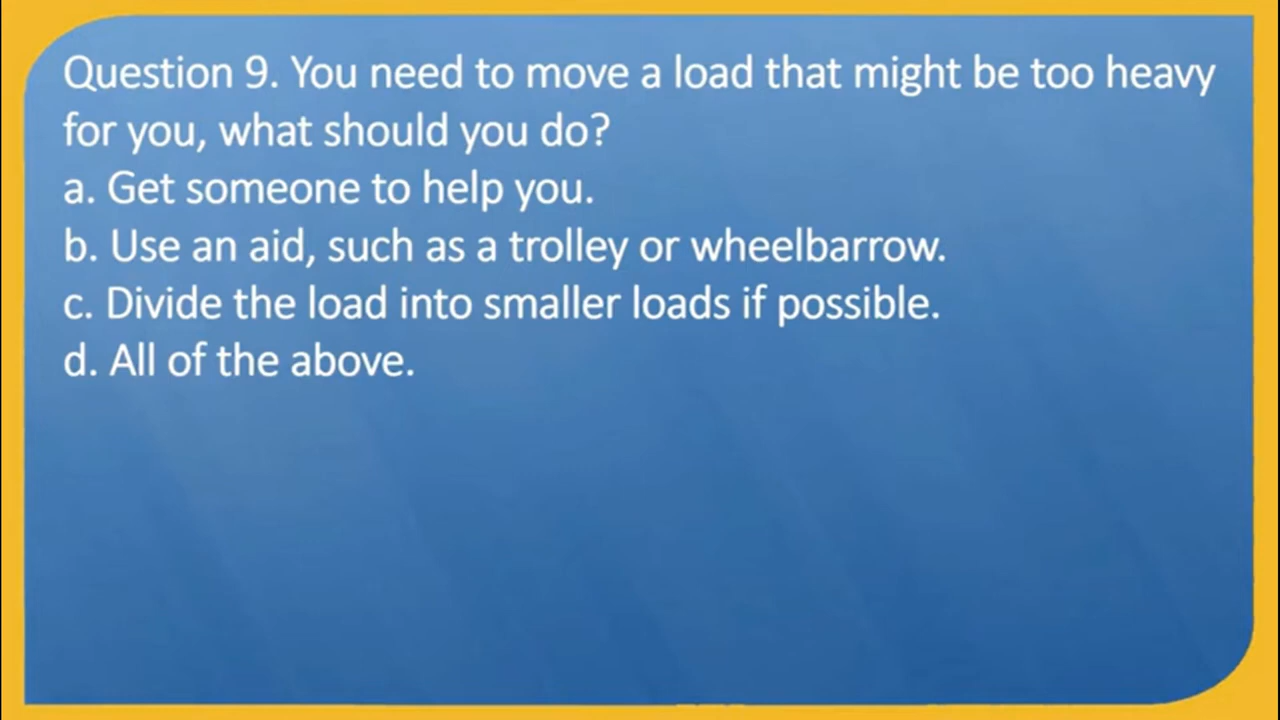 Question 9. You need to move a load that might be too heavy
for you, what should you do?
a. Get someone to help you.
b. Use an aid, such as a trolley or wheelbarrow.
c. Divide the load into smaller loads if possible.
d. All of the above.